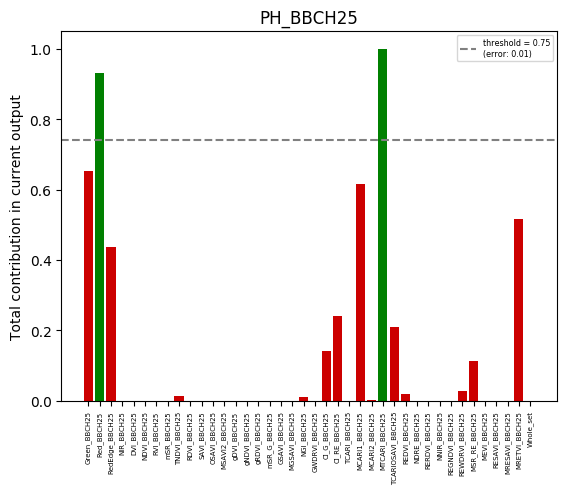 PH_BBCH25
threshold = 0.75
(error: 0.01)
Total contribution in current output
1.0
0.8
0.6
0.4
0.2
0.0
Green_BBCH25
Red_BBCH25
RedEdge_BBCH25
NIR_BBCH25
DVI_BBCH25
NDVI_BBCH25
RVI_BBCH25
mSR_BBCH25
TNDVI_BBCH25
RDVI_BBCH25
SAVI_BBCH25
OSAVI_BBCH25
MSAVI2_BBCH25
gDVI_BBCH25
gNDVI_BBCH25
gRDVI_BBCH25
mSR_G_BBCH25
GSAVI_BBCH25
MGSAVI_BBCH25
NGI_BBCH25
GWDRVI_BBCH25
CI_G_BBCH25
CI_RE_BBCH25
TCARI_BBCH25
MCARI1_BBCH25
MCARI2_BBCH25
MTCARI_BBCH25
TCARIOSAVI_BBCH25
REDVI_BBCH25
NDRE_BBCH25
RERDVI_BBCH25
NNIR_BBCH25
REGNDVI_BBCH25
REWDRVI_BBCH25
MSR_RE_BBCH25
MEVI_BBCH25
RESAVI_BBCH25
MRESAVI_BBCH25
MRETVI_BBCH25
Whole_set